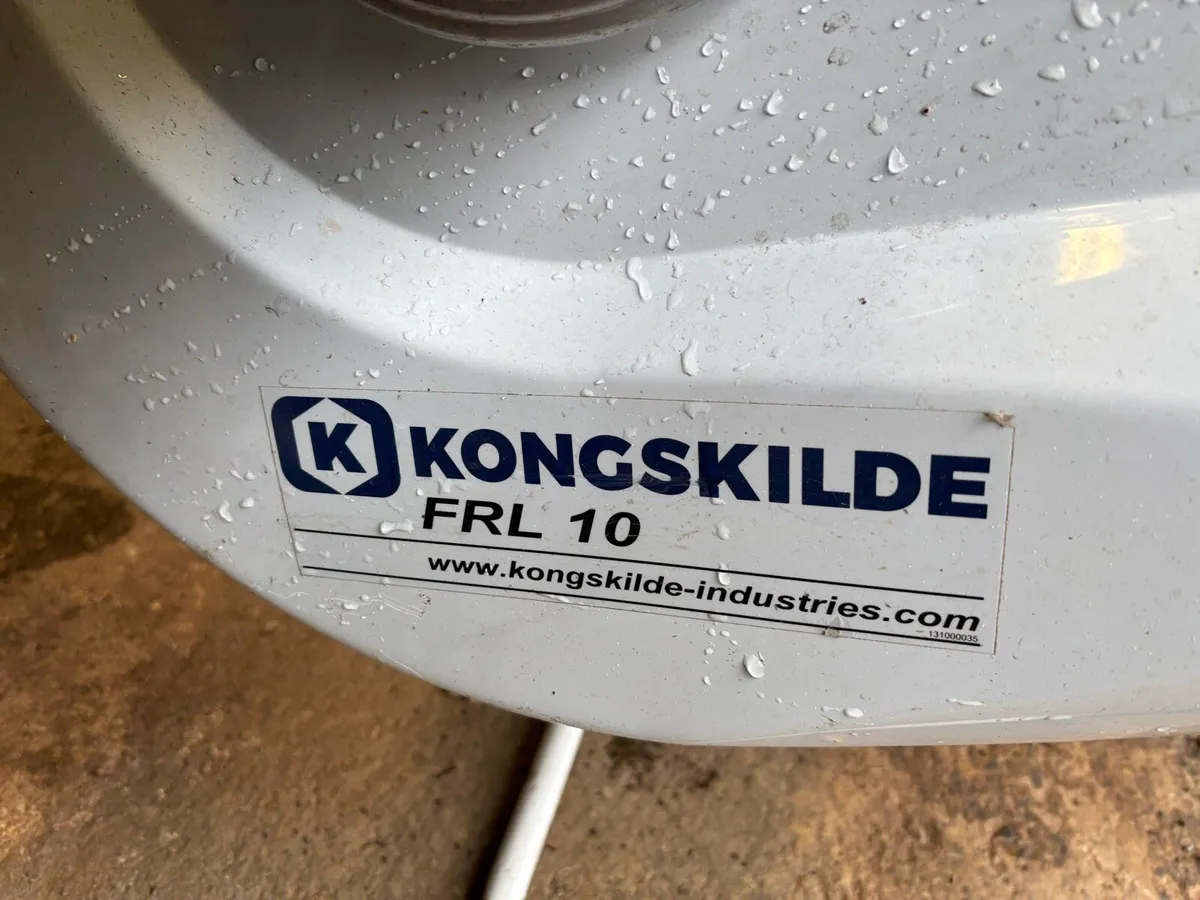 K KONGSKILDE
FRL 10
www.kongskilde-industries.com
131000035